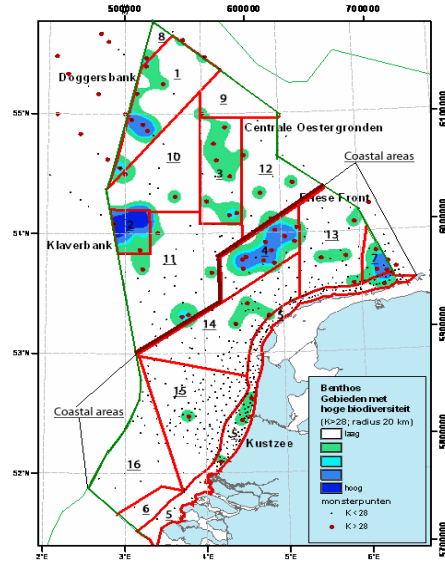 500000
6000000
700000
8
Doggersbank
1
55°N
9
6100000
Centrale Oestergronden
10
12
Coastal areas
3
54°N
Friese Front
6000000
2
13
Klaverbank
4
11
7
14
5
5900000
53°N
15
Coastal areas
5
Kustzee
16
52°N
6
5
Benthos
Gebieden met
hoge biodiversiteit
(K>28; radius 20 km)
laag
hoog
monsterpunten
K < 28
K > 28
5800000
5700000
2°E
3°E
4°E
5°E
6°E